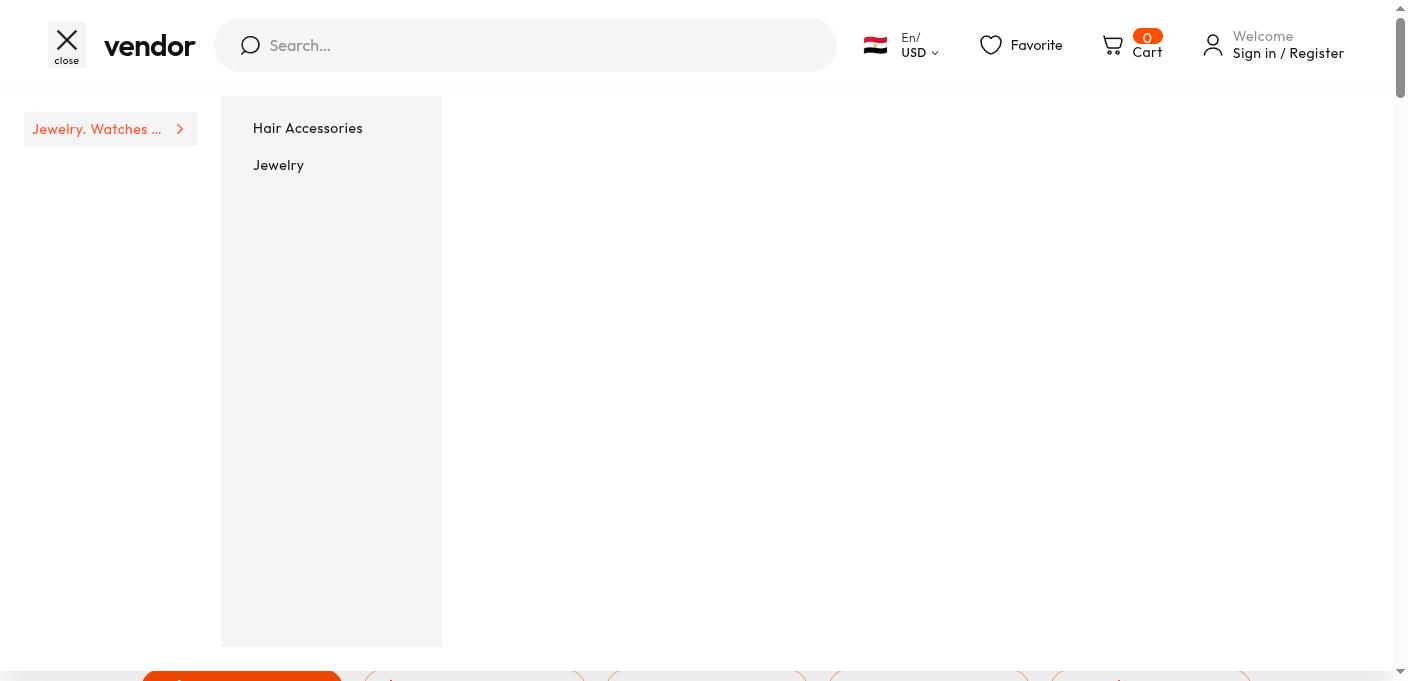 close
vendor
Search...
En/
USD
Favorite
0
Cart
Welcome
Sign in / Register
Jewelry. Watches ...
Hair Accessories
Jewelry